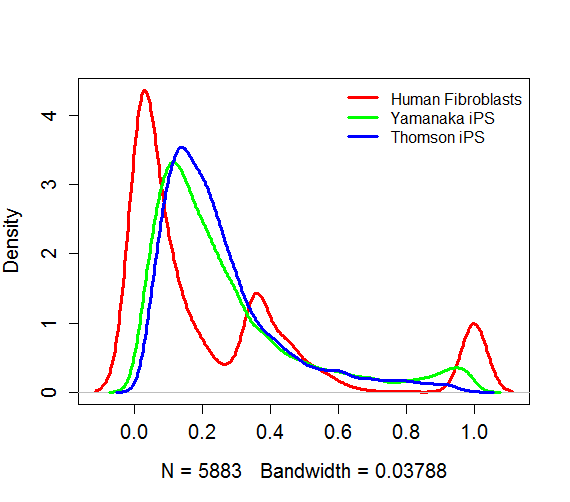 Human Fibroblasts
Yamanaka iPS
Thomson iPS
Density
4
3
2
1
0
0.0 0.2 0.4 0.6 0.8 1.0
N = 5883 Bandwidth = 0.03788